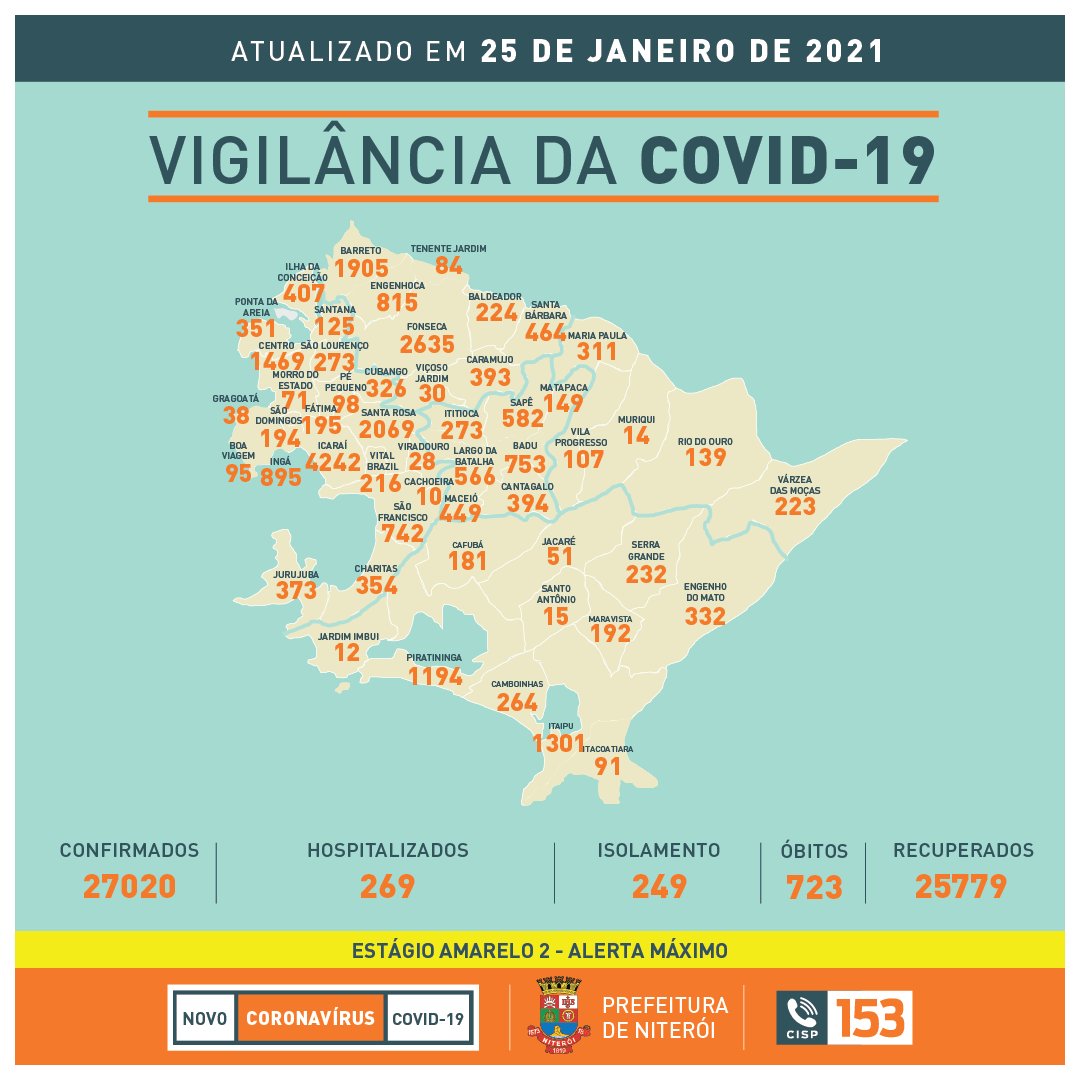 ATUALIZADO EM 25 DE JANEIRO DE 2021
VIGILÂNCIA DA COVID-19
BARRETO
1905
TENENTE JARDIM
84
ILHA DA
CONCEIÇÃO
407
ENGENHOCA
815
BALDEADOR
224
SANTA
BÁRBARA
464
PONTA DA
AREIA
351
SANTANA
125
FONSECA
2635
MARIA PAULA
311
CENTRO
1469
SÃO LOURENÇO
273
CARAMUJO
393
MORRO DO
ESTADO
71
PÉ
PEQUENO
98
CUBANGO
326
VIÇOSO
JARDIM
30
MATAPACA
149
GRAGOATÁ
38
SÃO
DOMINGOS
194
FÁTIMA
195
SANTA ROSA
2069
ITITIOCA
273
SAPÊ
582
MURIQUI
14
VILA
PROGRESSO
107
RIO DO OURO
139
BOA
VIAGEM
95
INGÁ
895
ICARAÍ
4242
VITAL
BRAZIL
216
VIRADOURO
28
LARGO DA
BATALHA
566
BADU
753
CACHOEIRA
10
MACEIÓ
449
CANTAGALO
394
VÁRZEA
DAS MOÇAS
223
SÃO
FRANCISCO
742
CAFUBÁ
181
JACARÉ
51
SERRA
GRANDE
232
JURUJUBA
373
CHARITAS
354
SANTO
ANTÔNIO
15
ENGENHO
DO MATO
332
MARAVISTA
192
JARDIM IMBUI
12
PIRATININGA
1194
CAMBOINHAS
264
ITAIPU
1301
ITACOATIARA
91
CONFIRMADOS
27020
HOSPITALIZADOS
269
ISOLAMENTO
249
ÓBITOS
723
RECUPERADOS
25779
ESTÁGIO AMARELO 2 - ALERTA MÁXIMO
NOVO CORONAVÍRUS COVID-19
NITERÓI
1819
PREFEITURA
DE NITERÓI
CISP
153